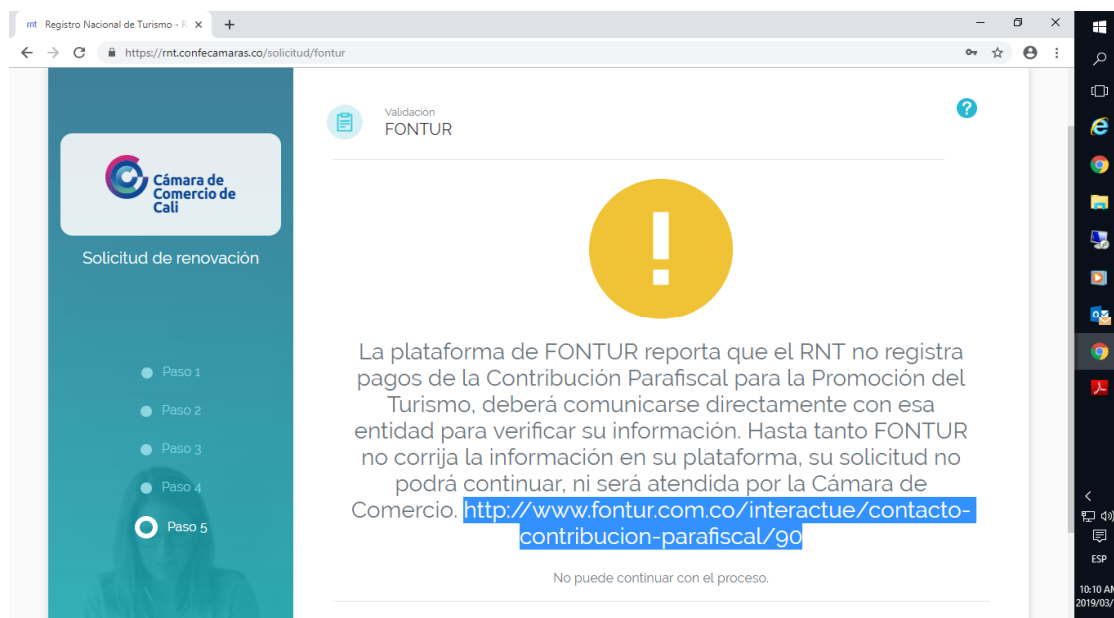 rnt Registro Nacional de Turismo - R
https://rnt.confecamaras.co/solicitud/fontur
Cámara de
Comercio de
Cali
Solicitud de renovación
Paso 1
Paso 2
Paso 3
Paso 4
Paso 5
Validación
FONTUR
?
!
La plataforma de FONTUR reporta que el RNT no registra
pagos de la Contribución Parafiscal para la Promoción del
Turismo, deberá comunicarse directamente con esa
entidad para verificar su información. Hasta tanto FONTUR
no corrija la información en su plataforma, su solicitud no
podrá continuar, ni será atendida por la Cámara de
Comercio. http://www.fontur.com.co/interactue/contacto-
contribucion-parafiscal/90
No puede continuar con el proceso.
ESP
10:10 AM
2019/03/